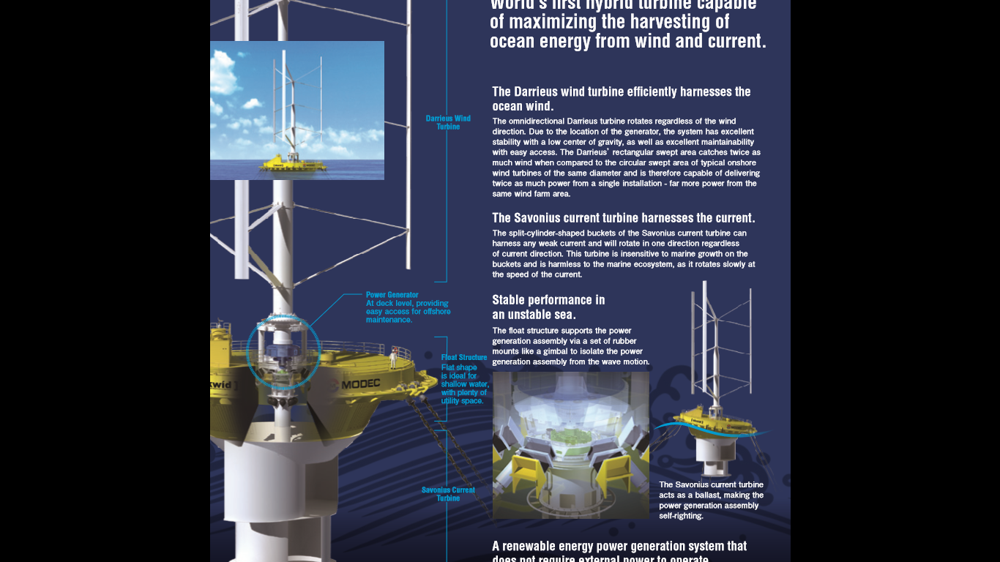 World's first hybrid turbine capable
of maximizing the harvesting of
ocean energy from wind and current.
The Darrieus wind turbine efficiently harnesses the
ocean wind.
The omnidirectional Darrieus turbine rotates regardless of the wind
direction. Due to the location of the generator, the system has excellent
stability with a low center of gravity, as well as excellent maintainability
with easy access. The Darrieus' rectangular swept area catches twice as
much wind when compared to the circular swept area of typical onshore
wind turbines of the same diameter and is therefore capable of delivering
twice as much power from a single installation - far more power from the
same wind farm area.
The Savonius current turbine harnesses the current.
The split-cylinder-shaped buckets of the Savonius current turbine can
harness any weak current and will rotate in one direction regardless
of current direction. This turbine is insensitive to marine growth on the
buckets and is harmless to the marine ecosystem, as it rotates slowly at
the speed of the current.
Stable performance in
an unstable sea.
The float structure supports the power
generation assembly via a set of rubber
mounts like a gimbal to isolate the power
generation assembly from the wave motion.
The Savonius current turbine
acts as a ballast, making the
power generation assembly
self-righting.
A renewable energy power generation system that
does not require external power to operate.
Darrieus Wind
Turbine
Power Generator
At deck level, providing
easy access for offshore
maintenance.
Float Structure
Flat shape
is ideal for
shallow water,
with plenty of
utility space.
Savonius Current
Turbine
kwid ]
MODEC